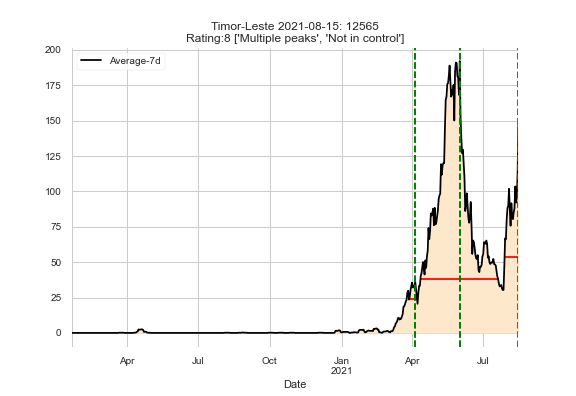 Timor-Leste 2021-08-15: 12565
Rating:8 ['Multiple peaks', 'Not in control']
Average-7d
200
175
150
125
100
75
50
25
0
Apr Jul Oct Jan Apr Jul
2021
Date